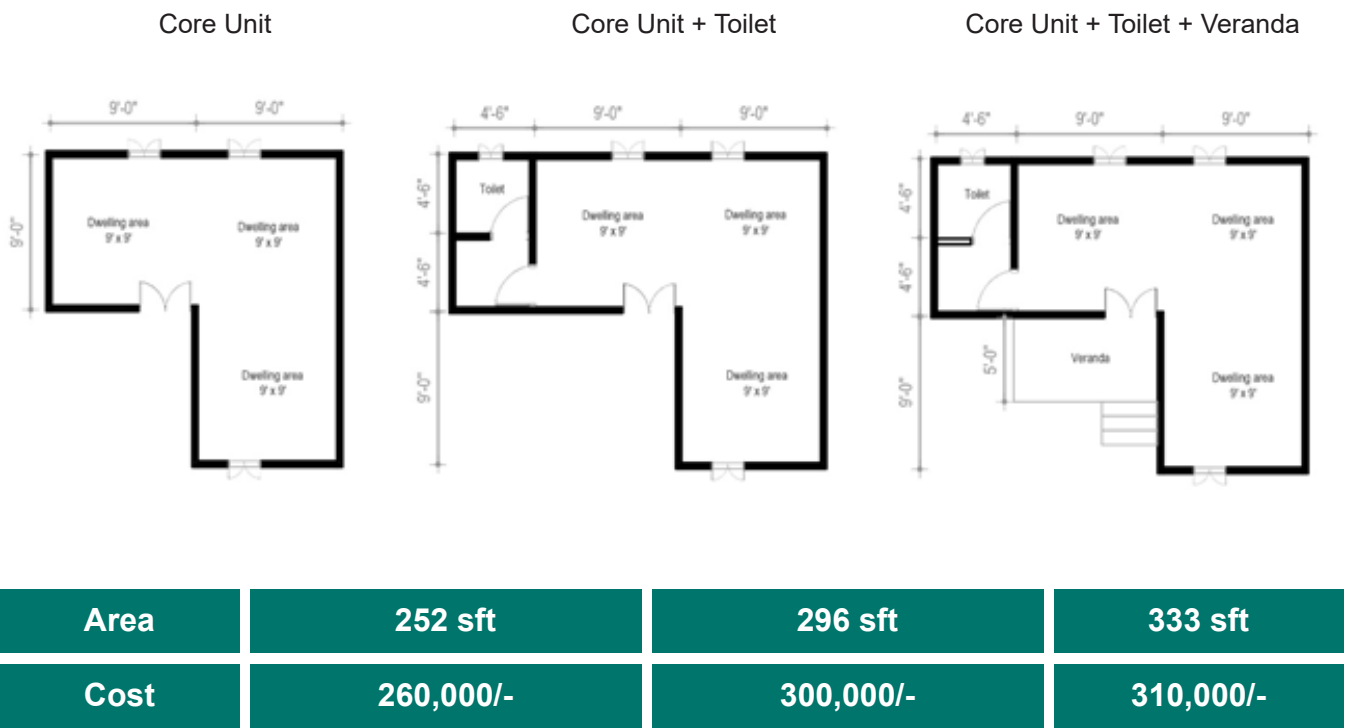 Core Unit
Core Unit + Toilet
Core Unit + Toilet + Veranda
9'-0"
9'-0"
9'-0"
Dwelling area
9' x 9'
Dwelling area
9' x 9'
Dwelling area
9' x 9'
4'-6"
9'-0"
9'-0"
4'-6"
4'-6"
9'-0"
Toilet
Dwelling area
9' x 9'
Dwelling area
9' x 9'
Dwelling area
9' x 9'
4'-6"
9'-0"
9'-0"
4'-6"
4'-6"
9'-0"
Toilet
Dwelling area
9' x 9'
Dwelling area
9' x 9'
5'-0"
Veranda
Dwelling area
9' x 9'
Area 252 sft 296 sft 333 sft
Cost 260,000/- 300,000/- 310,000/-